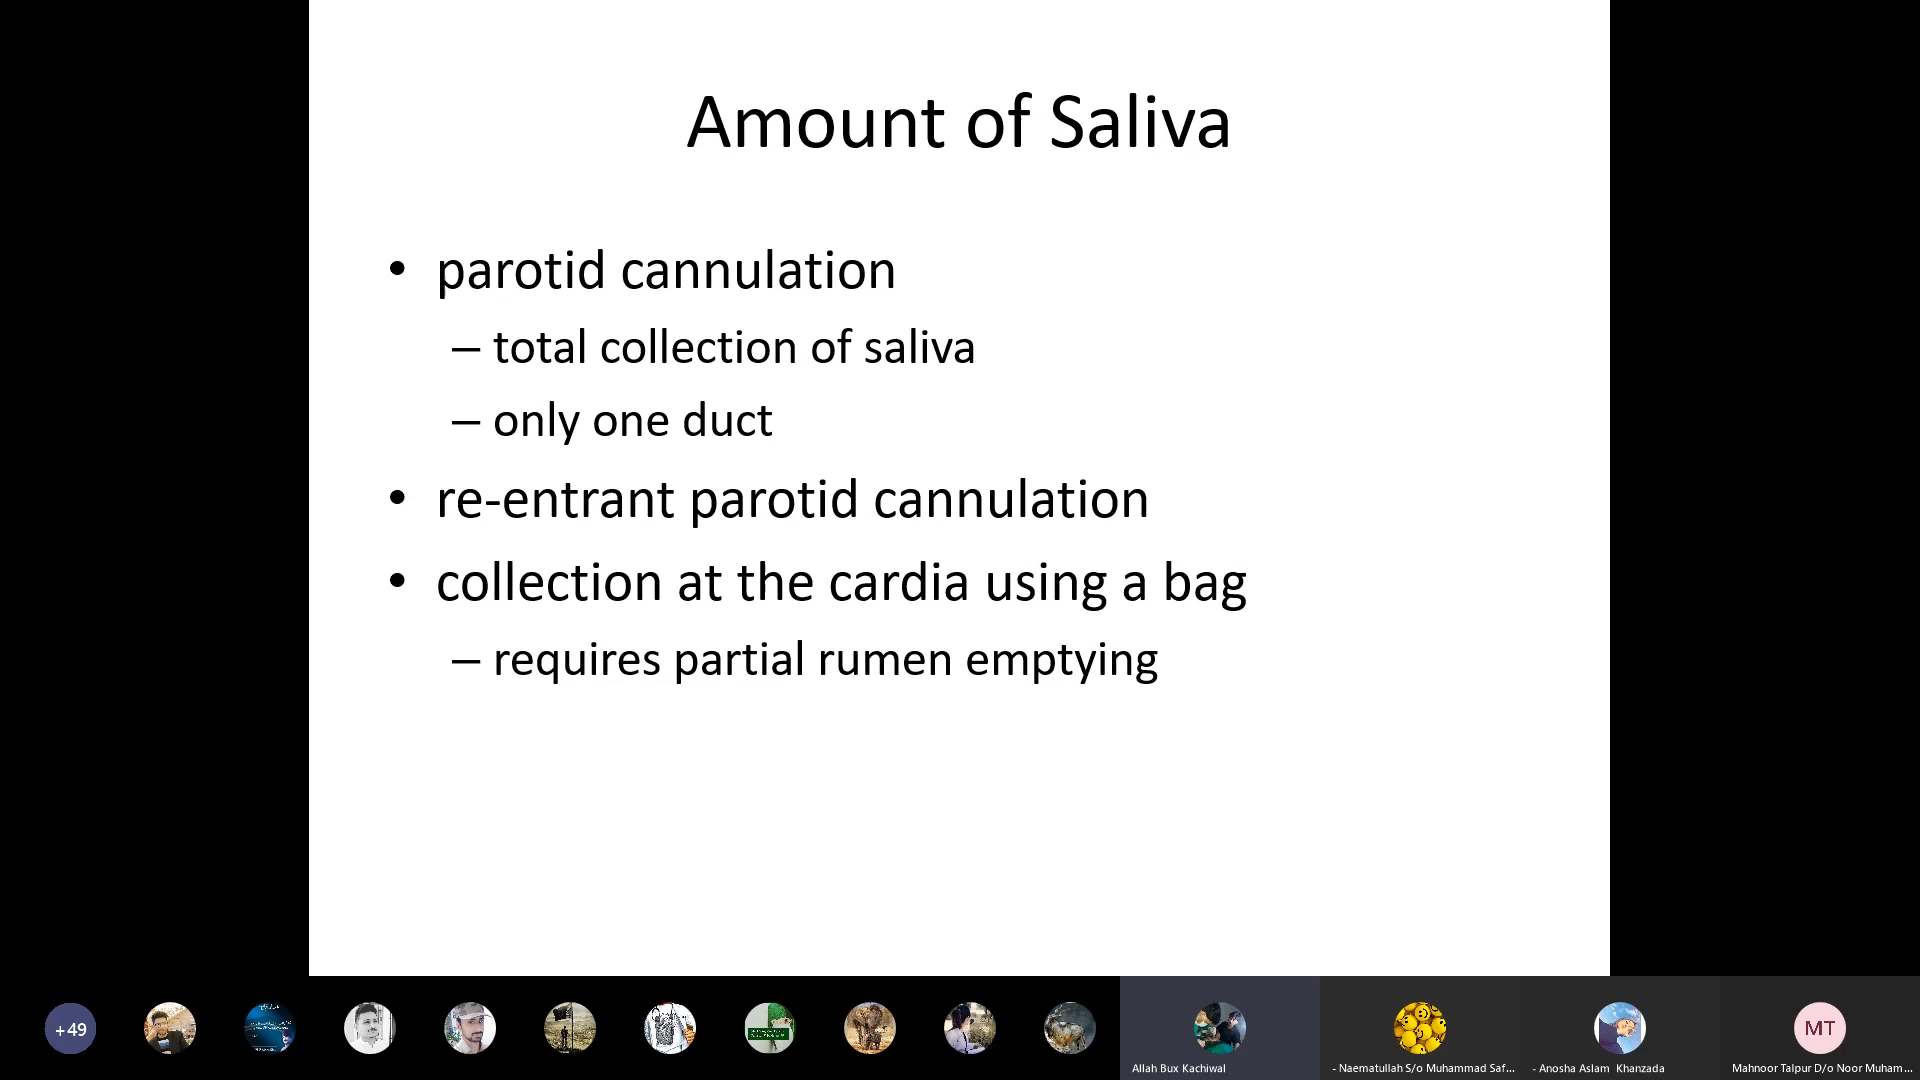 Amount of Saliva
• parotid cannulation
– total collection of saliva
– only one duct
• re-entrant parotid cannulation
• collection at the cardia using a bag
– requires partial rumen emptying
+49
MT
Allah Bux Kachiwal
- Naematullah S/o Muhammad Saf...
- Anosha Aslam Khanzada
Mahnoor Talpur D/o Noor Muham...